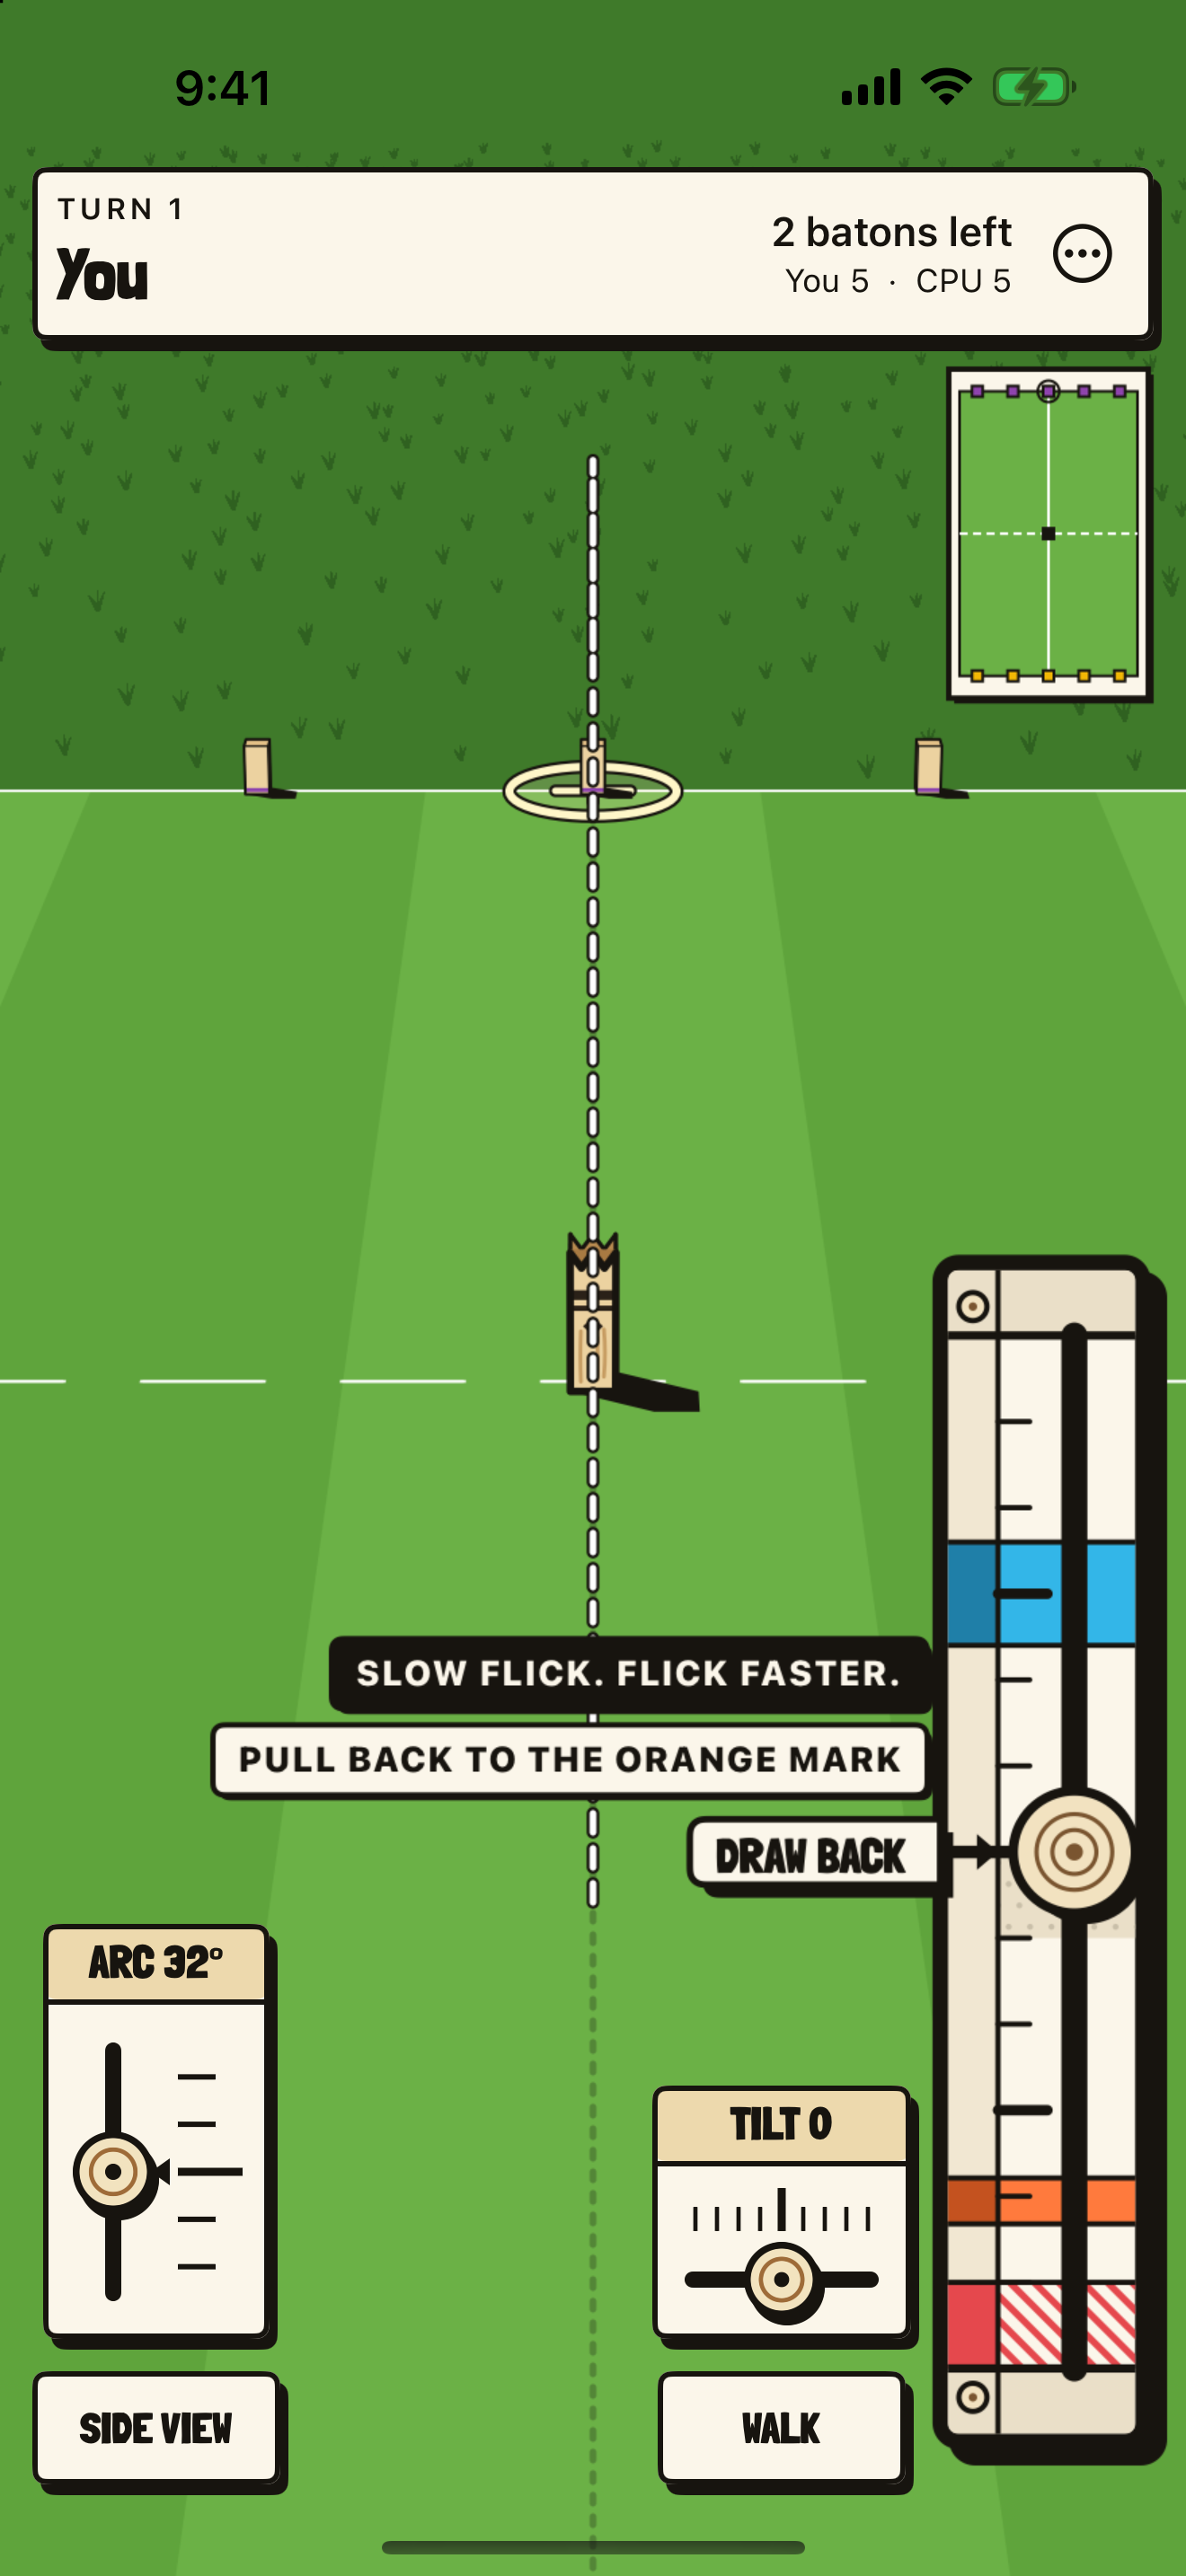 9:41
TURN 1
You
2 batons left
You 5 · CPU 5
SLOW FLICK. FLICK FASTER.
PULL BACK TO THE ORANGE MARK
DRAW BACK
ARC 32°
TILT 0
SIDE VIEW
WALK